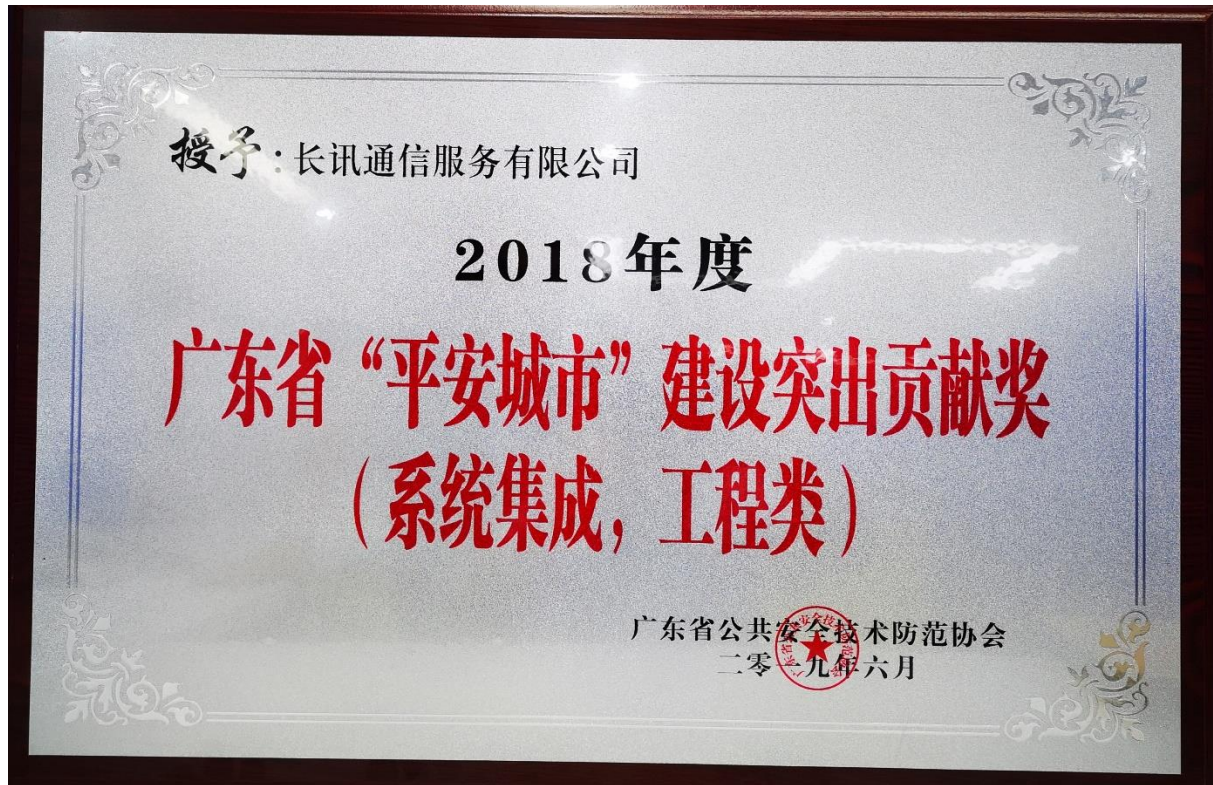 授予：长讯通信服务有限公司
2018年度
广东省“平安城市”建设突出贡献奖
（系统集成，工程类）
广东省公共安全技术防范协会
二零一九年六月